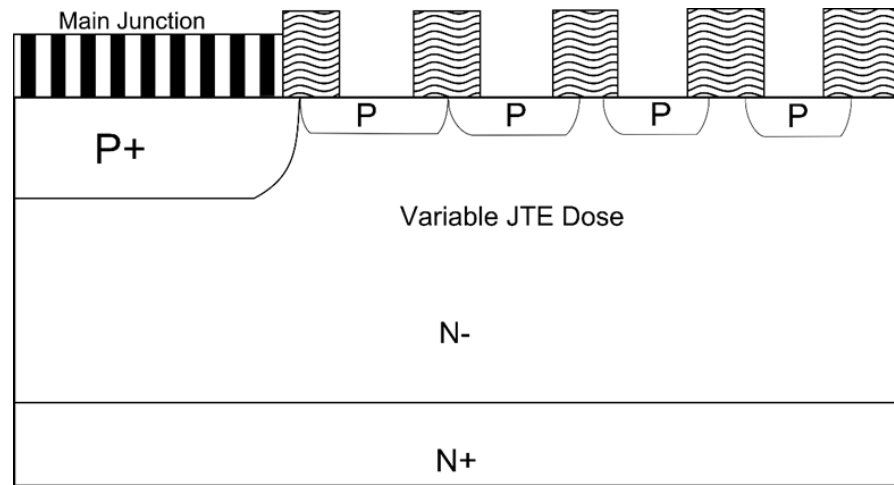 Main Junction
P+
P
P
P
P
Variable JTE Dose
N-
N+